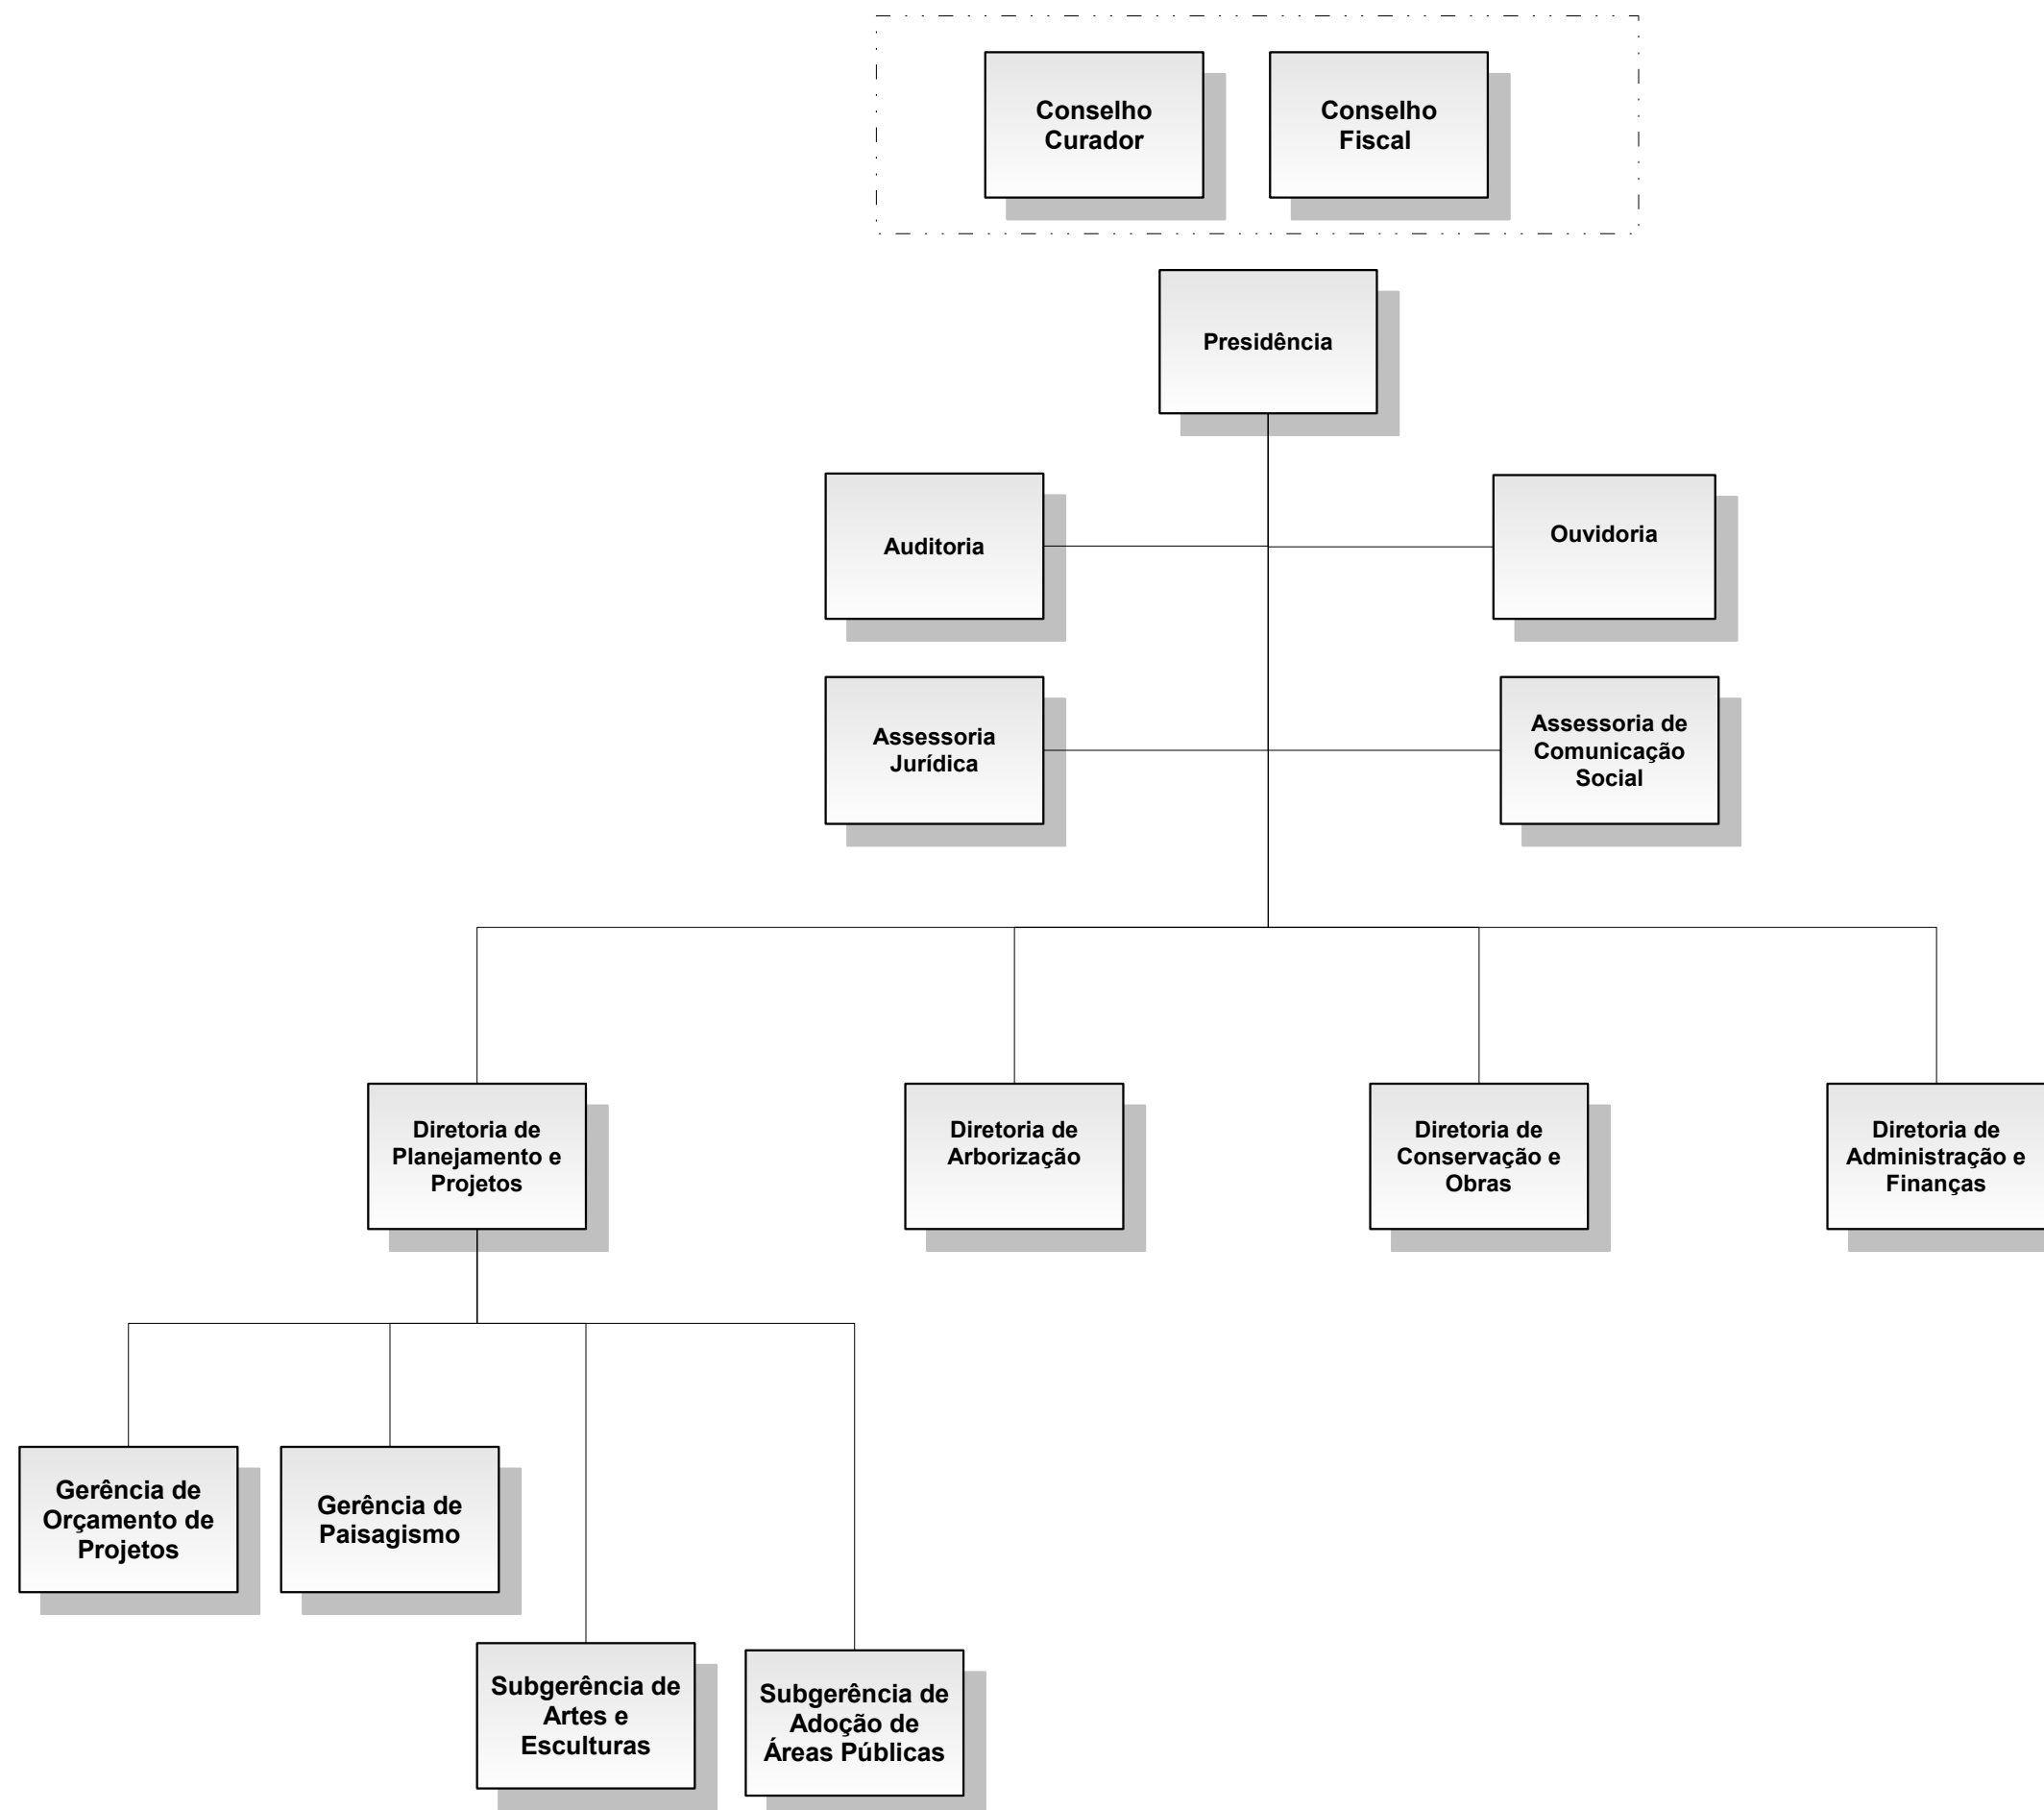 Conselho
Curador
Conselho
Fiscal
Presidência
Auditoria
Ouvidoria
Assessoria
Jurídica
Assessoria de
Comunicação
Social
Diretoria de
Planejamento e
Projetos
Diretoria de
Arborização
Diretoria de
Conservação e
Obras
Diretoria de
Administração e
Finanças
Gerência de
Orçamento de
Projetos
Gerência de
Paisagismo
Subgerência de
Artes e
Esculturas
Subgerência de
Adoção de
Áreas Públicas